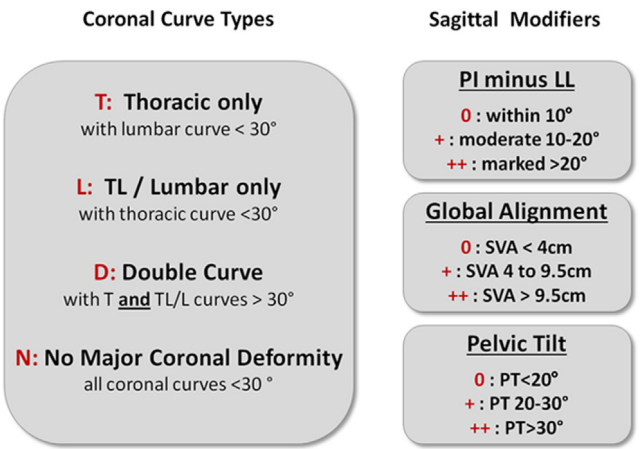 Coronal Curve Types
T: Thoracic only
with lumbar curve < 30°
L: TL / Lumbar only
with thoracic curve <30°
D: Double Curve
with T and TL/L curves > 30°
N: No Major Coronal Deformity
all coronal curves <30 °
Sagittal Modifiers
PI minus LL
0 : within 10°
+ : moderate 10-20°
++ : marked >20°
Global Alignment
0 : SVA < 4cm
+ : SVA 4 to 9.5cm
++ : SVA > 9.5cm
Pelvic Tilt
0 : PT<20°
+ : PT 20-30°
++ : PT>30°